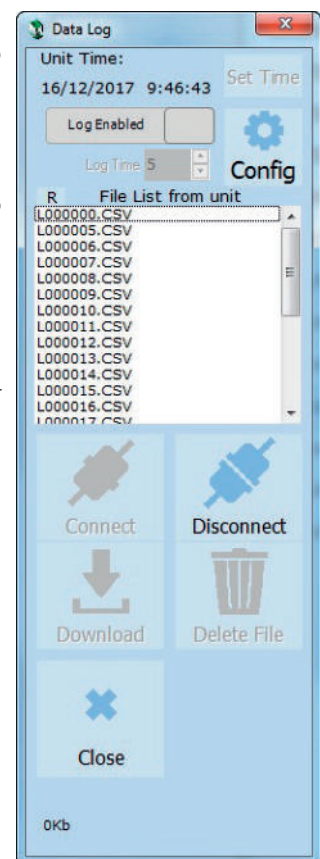 Data Log
Unit Time:
16/12/2017 9:46:43
Set Time
Log Enabled
Log Time 5
Config
R File List from unit
L000000.CSV
L000005.CSV
L000006.CSV
L000007.CSV
L000008.CSV
L000009.CSV
L000010.CSV
L000011.CSV
L000012.CSV
L000013.CSV
L000014.CSV
L000015.CSV
L000016.CSV
L000017.CSV
Connect
Disconnect
Download
Delete File
Close
0Kb